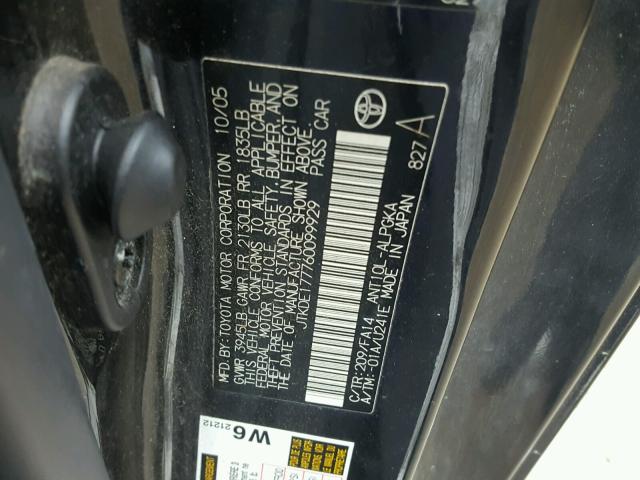 MFD. BY: TOYOTA MOTOR CORPORATION 10/05
GVWR 3945LB GAWR FR 2130LB RR 1835LB
THIS VEHICLE CONFORMS TO ALL APPLICABLE
FEDERAL MOTOR VEHICLE SAFETY, BUMPER, AND
THEFT PREVENTION STANDARDS IN EFFECT ON
THE DATE OF MANUFACTURE SHOWN ABOVE.
JTKDE177760099929 PASS CAR
C/TR: 209/FA14 ANT10L-ALPGKA
A/TM: -01A/U241E MADE IN JAPAN 827 A
W6
21212